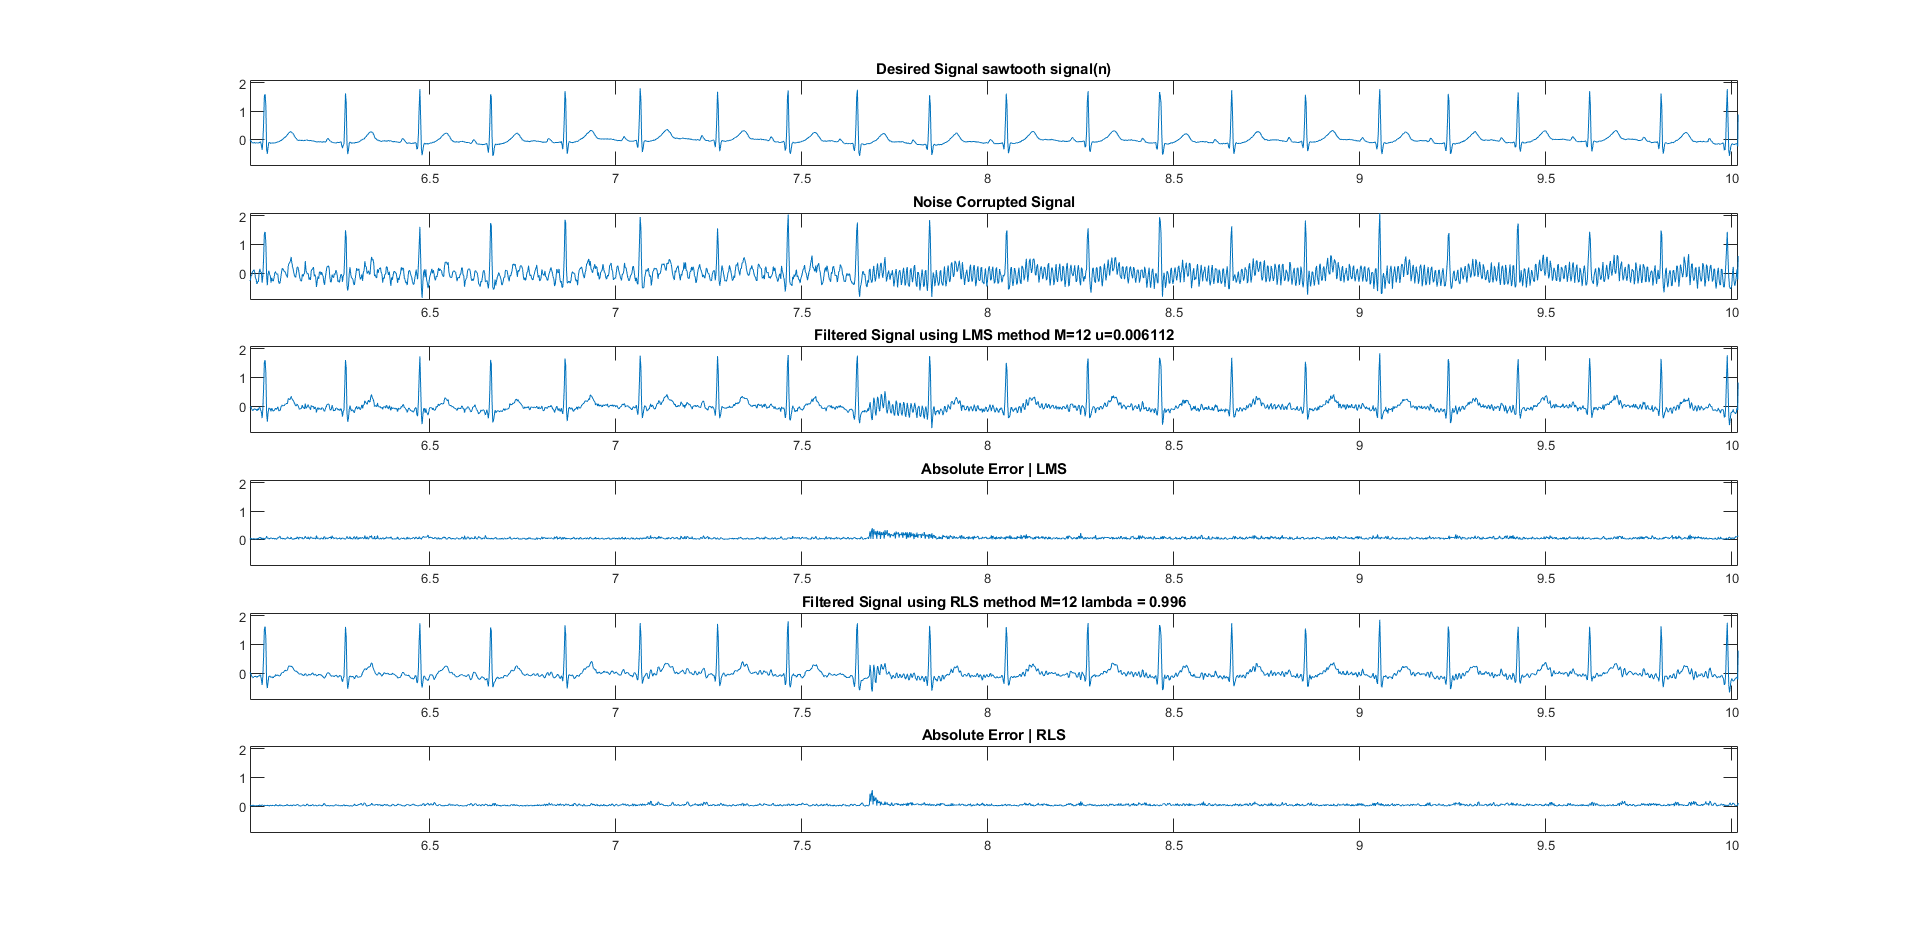 Desired Signal sawtooth signal(n)
2
1
0
6.5 7 7.5 8 8.5 9 9.5 10
Noise Corrupted Signal
2
1
0
6.5 7 7.5 8 8.5 9 9.5 10
Filtered Signal using LMS method M=12 u=0.006112
2
1
0
6.5 7 7.5 8 8.5 9 9.5 10
Absolute Error | LMS
2
1
0
6.5 7 7.5 8 8.5 9 9.5 10
Filtered Signal using RLS method M=12 lambda = 0.996
2
1
0
6.5 7 7.5 8 8.5 9 9.5 10
Absolute Error | RLS
2
1
0
6.5 7 7.5 8 8.5 9 9.5 10